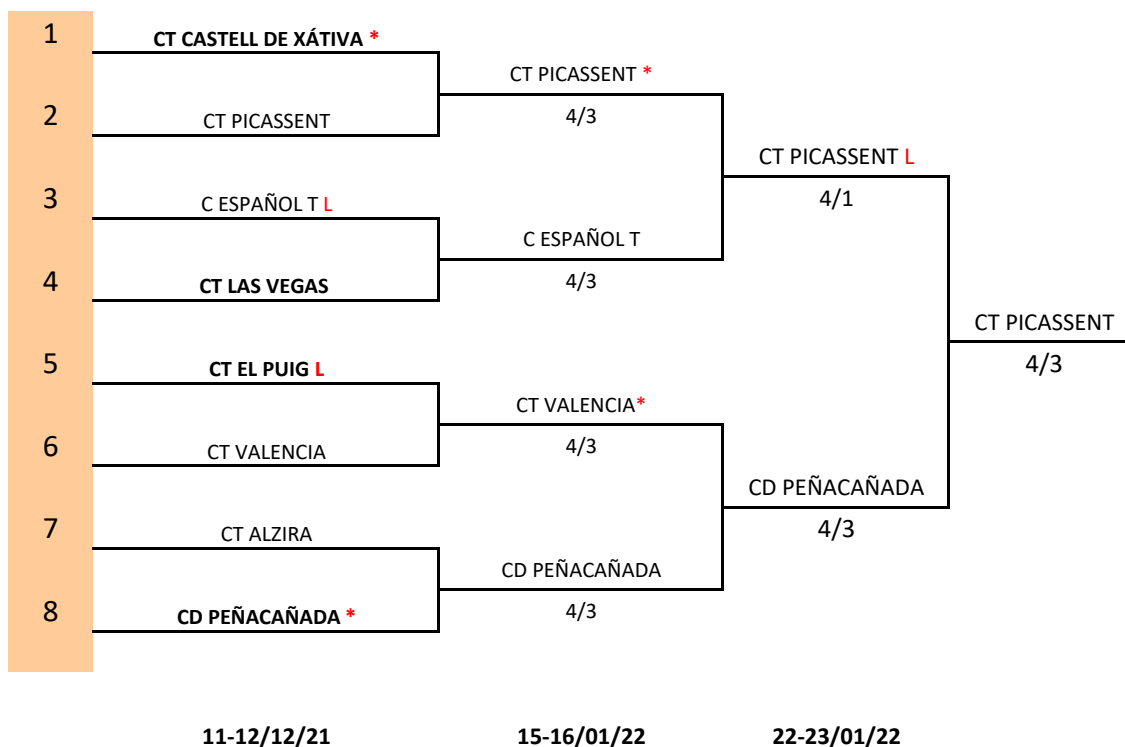 1
CT CASTELL DE XÁTIVA *
CT PICASSENT *
2
CT PICASSENT
4/3
CT PICASSENT L
3
C ESPAÑOL T L
4/1
C ESPAÑOL T
4
CT LAS VEGAS
4/3
CT PICASSENT
5
CT EL PUIG L
4/3
CT VALENCIA*
6
CT VALENCIA
4/3
CD PEÑACAÑADA
7
CT ALZIRA
4/3
CD PEÑACAÑADA
8
CD PEÑACAÑADA *
4/3
11-12/12/21
15-16/01/22
22-23/01/22